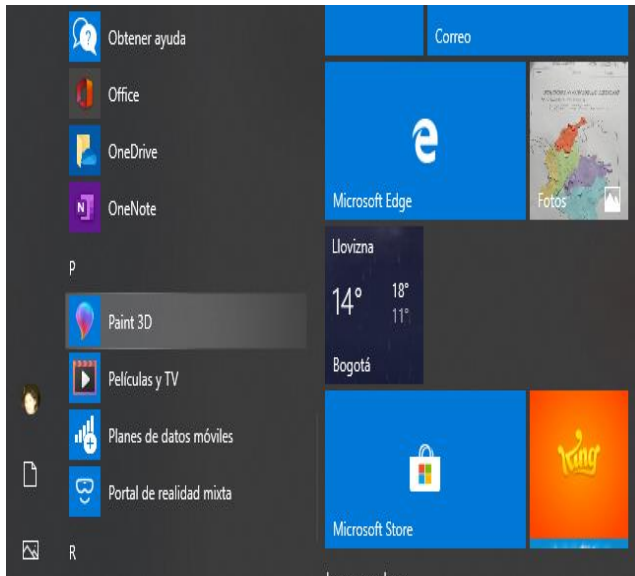 Obtener ayuda
Office
OneDrive
OneNote
P
Paint 3D
Películas y TV
Planes de datos móviles
Portal de realidad mixta
R
Correo
Microsoft Edge
Fotos
Llovizna
14°
18°
11°
Bogotá
Microsoft Store
King